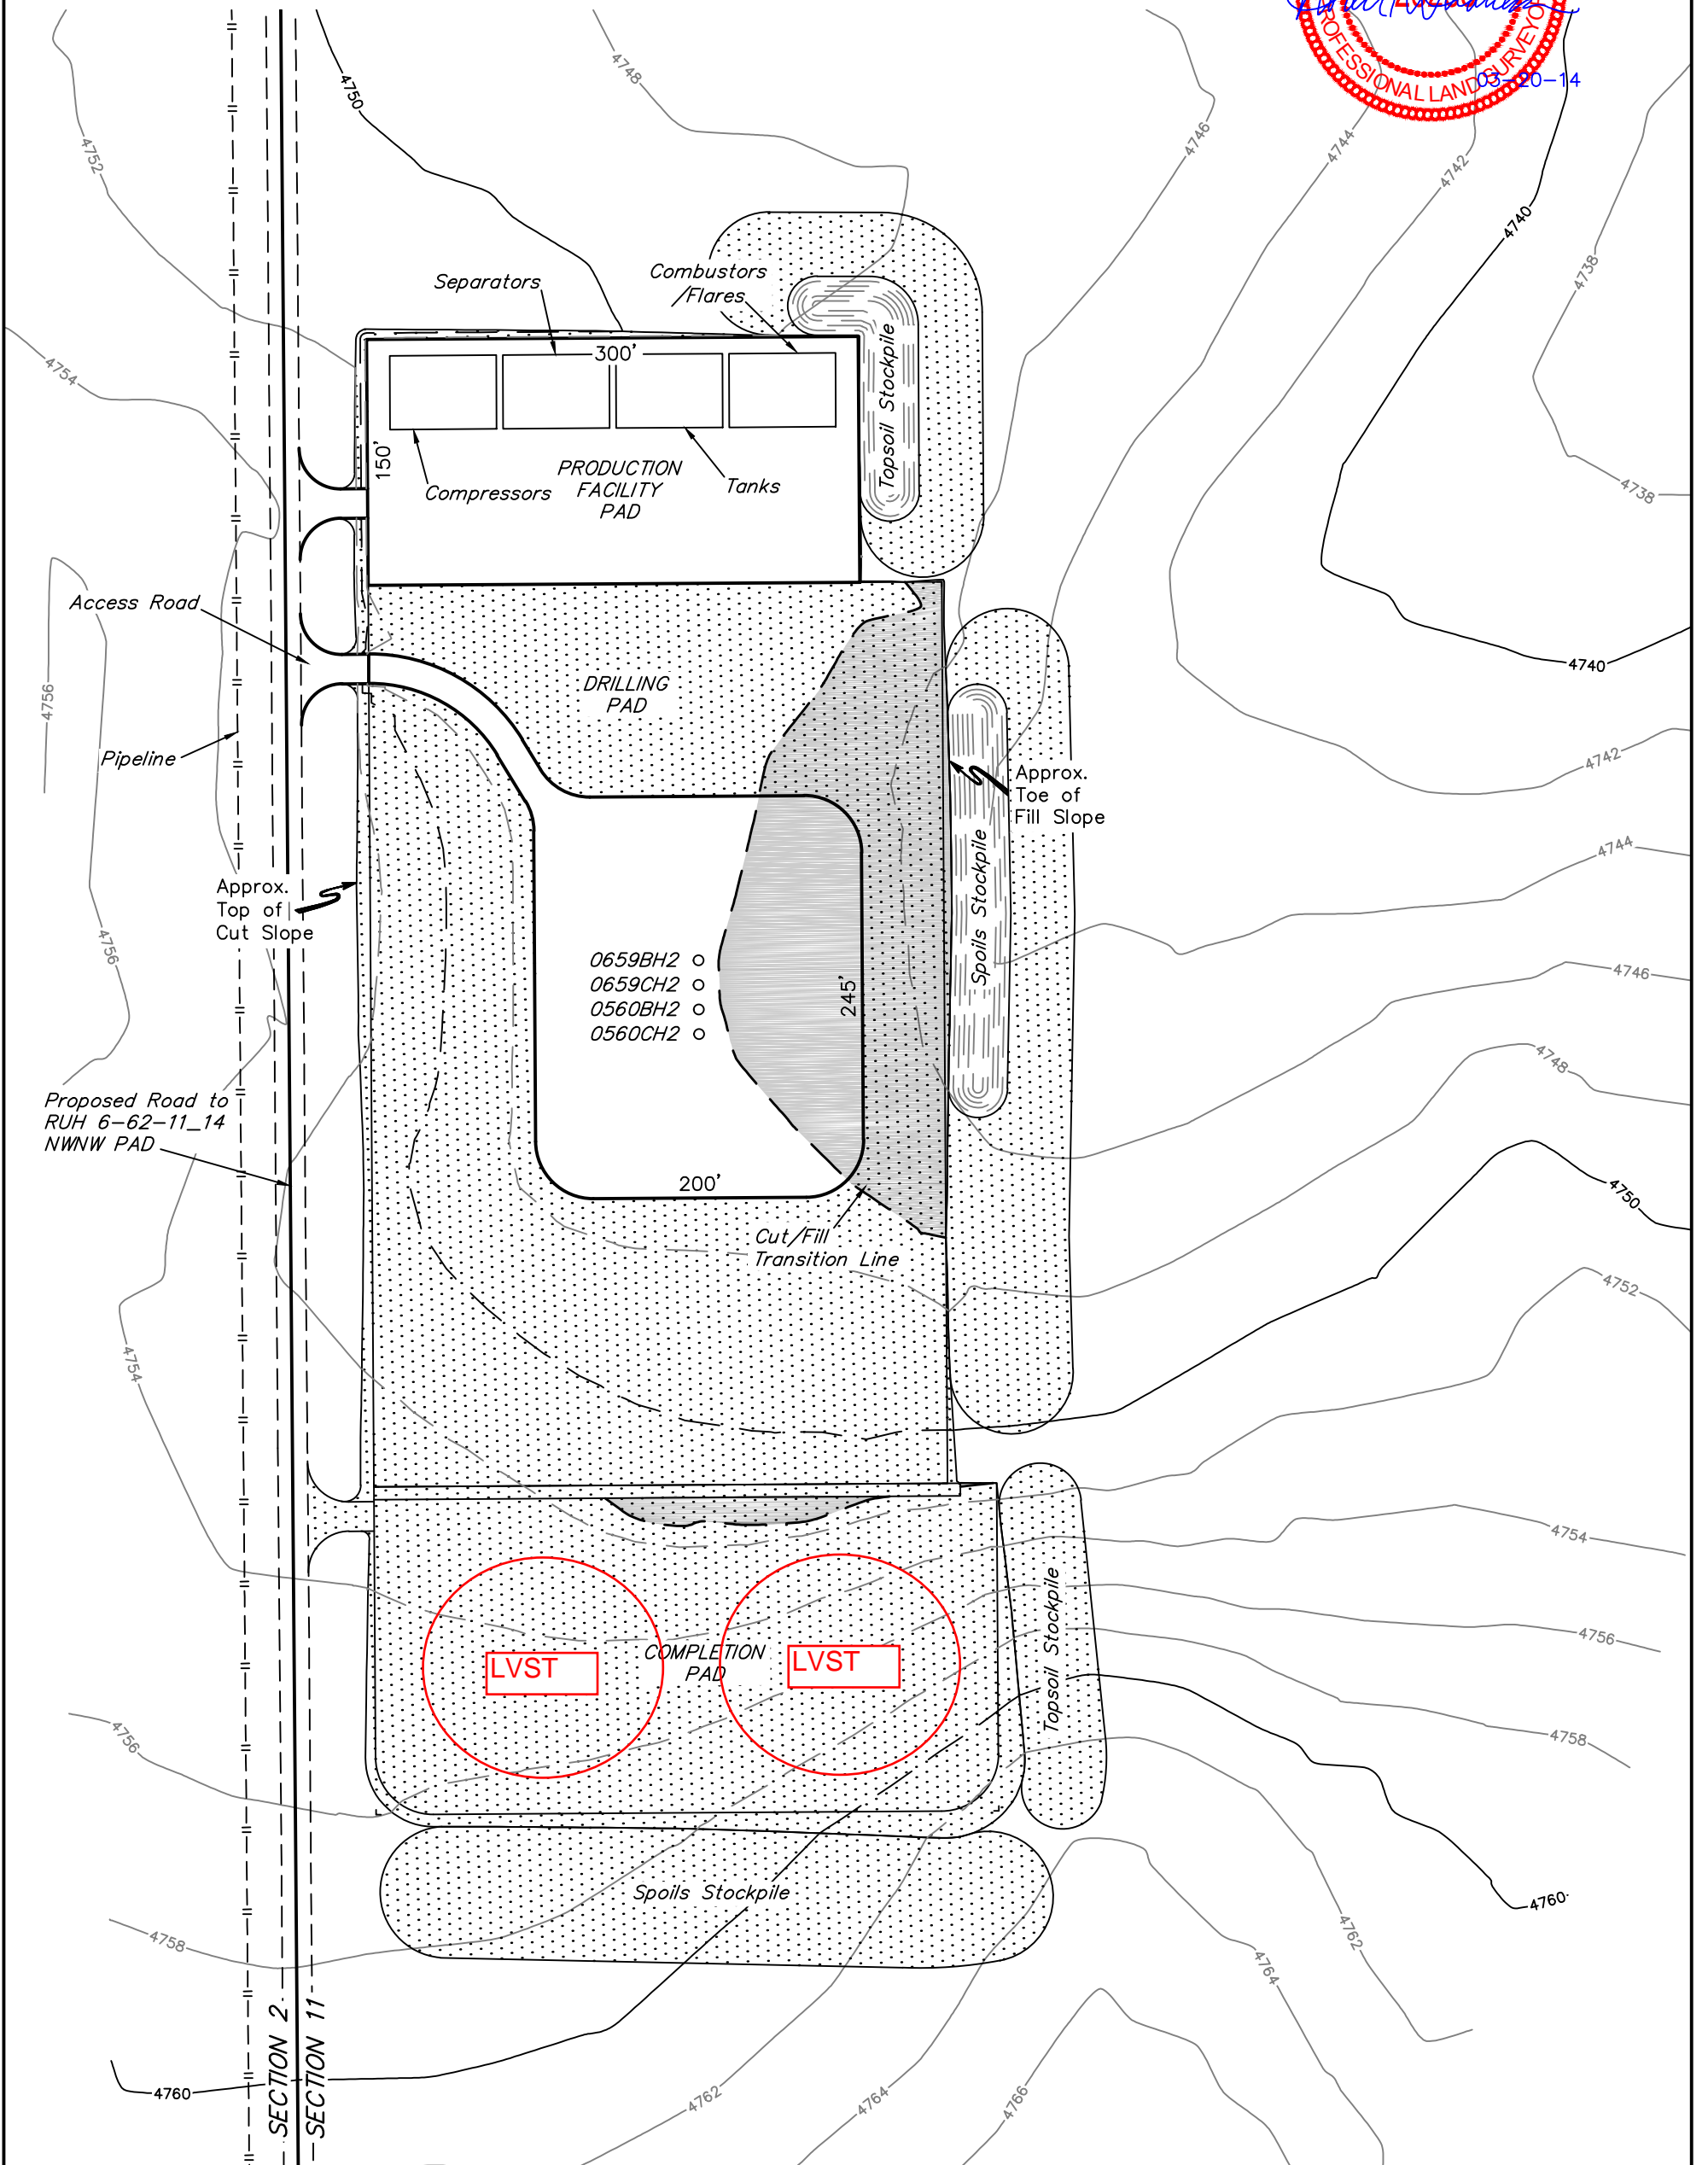 PROFESSIONAL LAND SURVEYO
03-20-14
4748
4750
4752
4746
4744
4742
4740
4738
4754
Separators
Combustors
/Flares
300'
150'
Compressors
PRODUCTION
FACILITY
PAD
Tanks
Topsoil Stockpile
4738
Access Road
4756
DRILLING
PAD
4740
Pipeline
Approx.
Toe of
Fill Slope
4742
4744
Approx.
Top of
Cut Slope
4756
Spoils Stockpile
0659BH2
0659CH2
0560BH2
0560CH2
245'
4746
4748
Proposed Road to
RUH 6-62-11_14
NWNW PAD
200'
4750
Cut/Fill
Transition Line
4752
4754
4754
Topsoil Stockpile
4756
COMPLETION
PAD
LVST
LVST
4756
4758
Spoils Stockpile
4760
4758
4762
4764
SECTION 2
SECTION 11
4760
4762
4764
4766